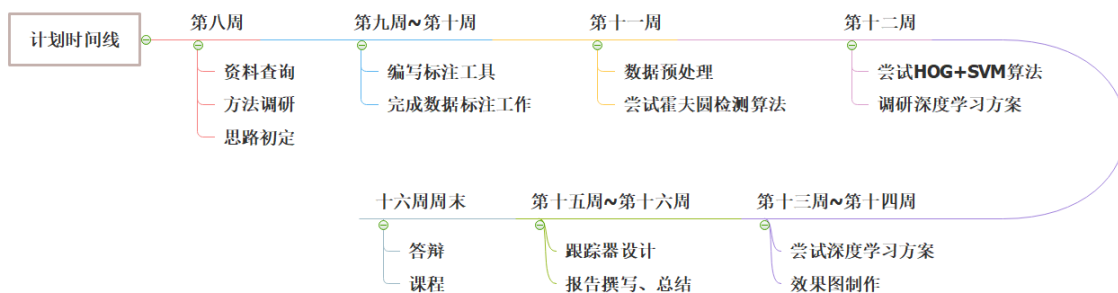 计划时间线
第八周
资料查询
方法调研
思路初定
第九周~第十周
编写标注工具
完成数据标注工作
第十一周
数据预处理
尝试霍夫圆检测算法
第十二周
尝试HOG+SVM算法
调研深度学习方案
第十三周~第十四周
尝试深度学习方案
效果图制作
第十五周~第十六周
跟踪器设计
报告撰写、总结
十六周周末
答辩
课程